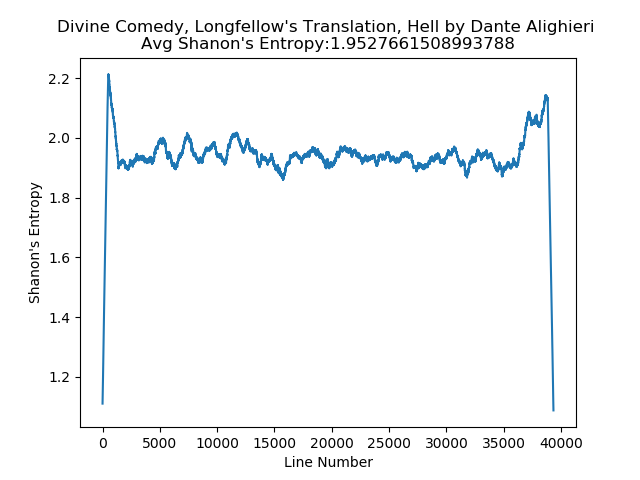 Divine Comedy, Longfellow's Translation, Hell by Dante Alighieri
Avg Shanon's Entropy:1.9527661508993788
2.2
2.0
1.8
1.6
1.4
1.2
Shanon's Entropy
0 5000 10000 15000 20000 25000 30000 35000 40000
Line Number